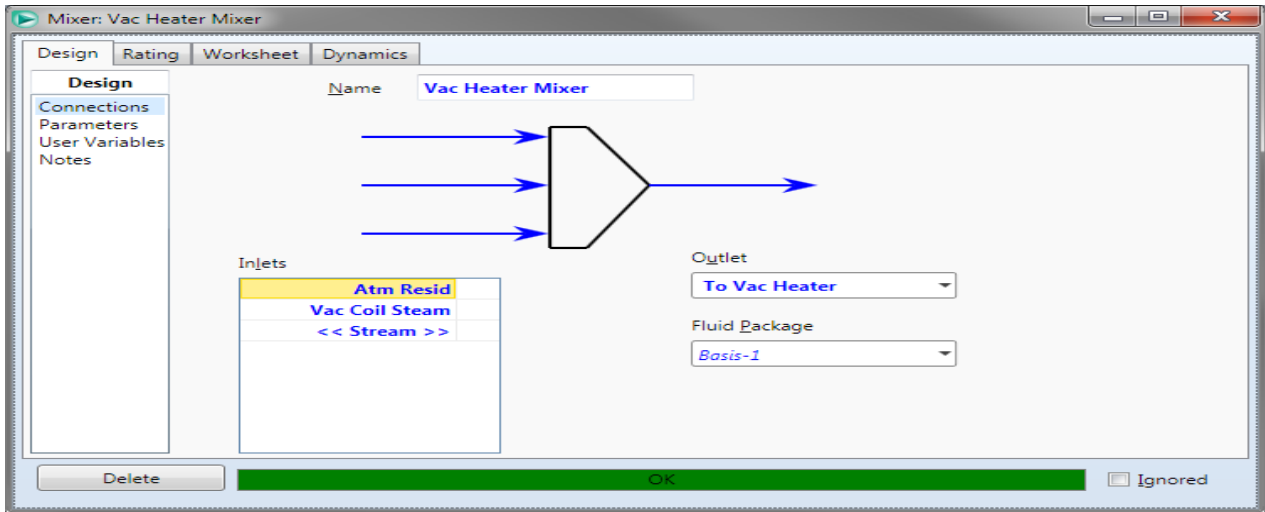 Mixer: Vac Heater Mixer
Design Rating Worksheet Dynamics
Design
Connections
Parameters
User Variables
Notes
Name Vac Heater Mixer
Inlets
Atm Resid
Vac Coil Steam
<< Stream >>
Outlet
To Vac Heater
Fluid Package
Basis-1
Delete OK Ignored